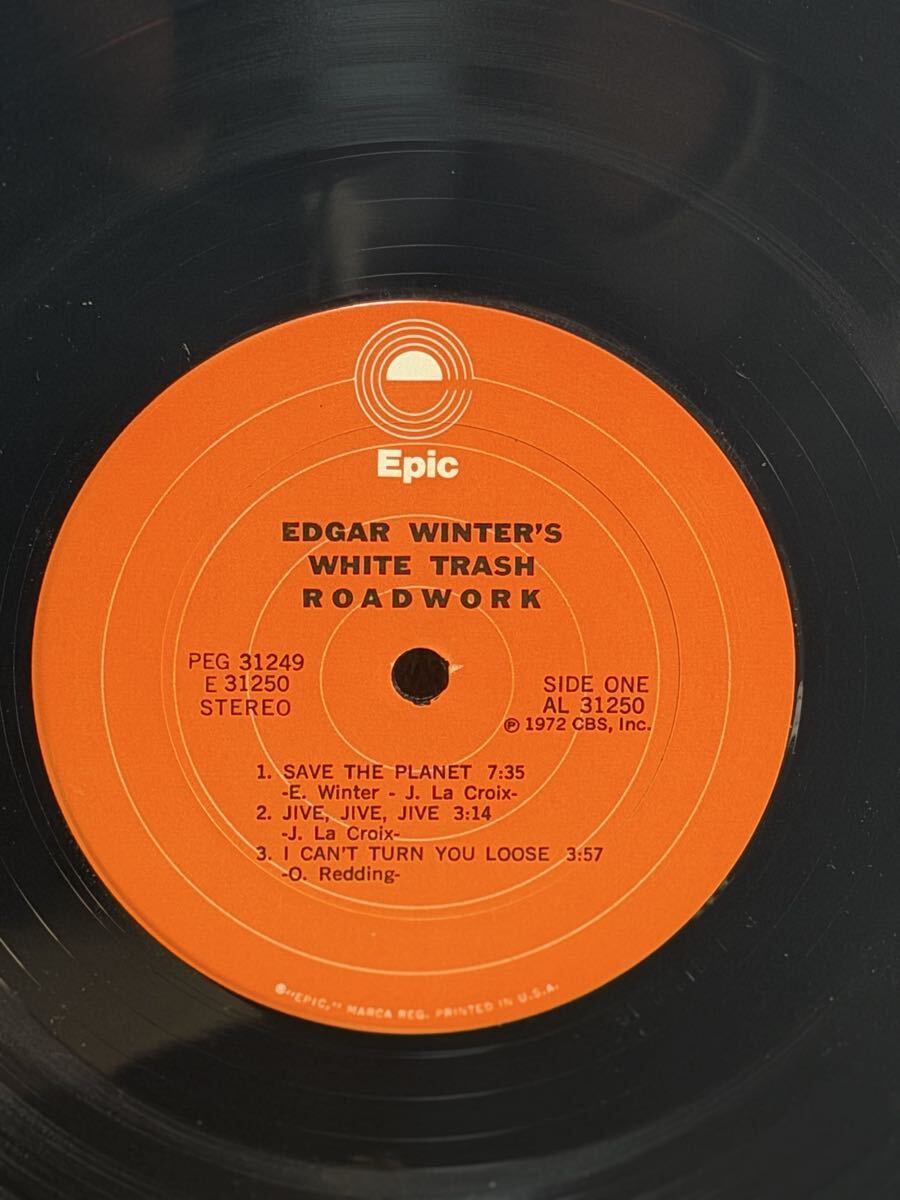 Epic
EDGAR WINTER'S
WHITE TRASH
ROADWORK
PEG 31249
E 31250
STEREO
SIDE ONE
AL 31250
℗ 1972 CBS, Inc.
1. SAVE THE PLANET 7:35
-E. Winter - J. La Croix-
2. JIVE, JIVE, JIVE 3:14
-J. La Croix-
3. I CAN'T TURN YOU LOOSE 3:57
-O. Redding-
®"EPIC," MARCA REG. PRINTED IN U.S.A.